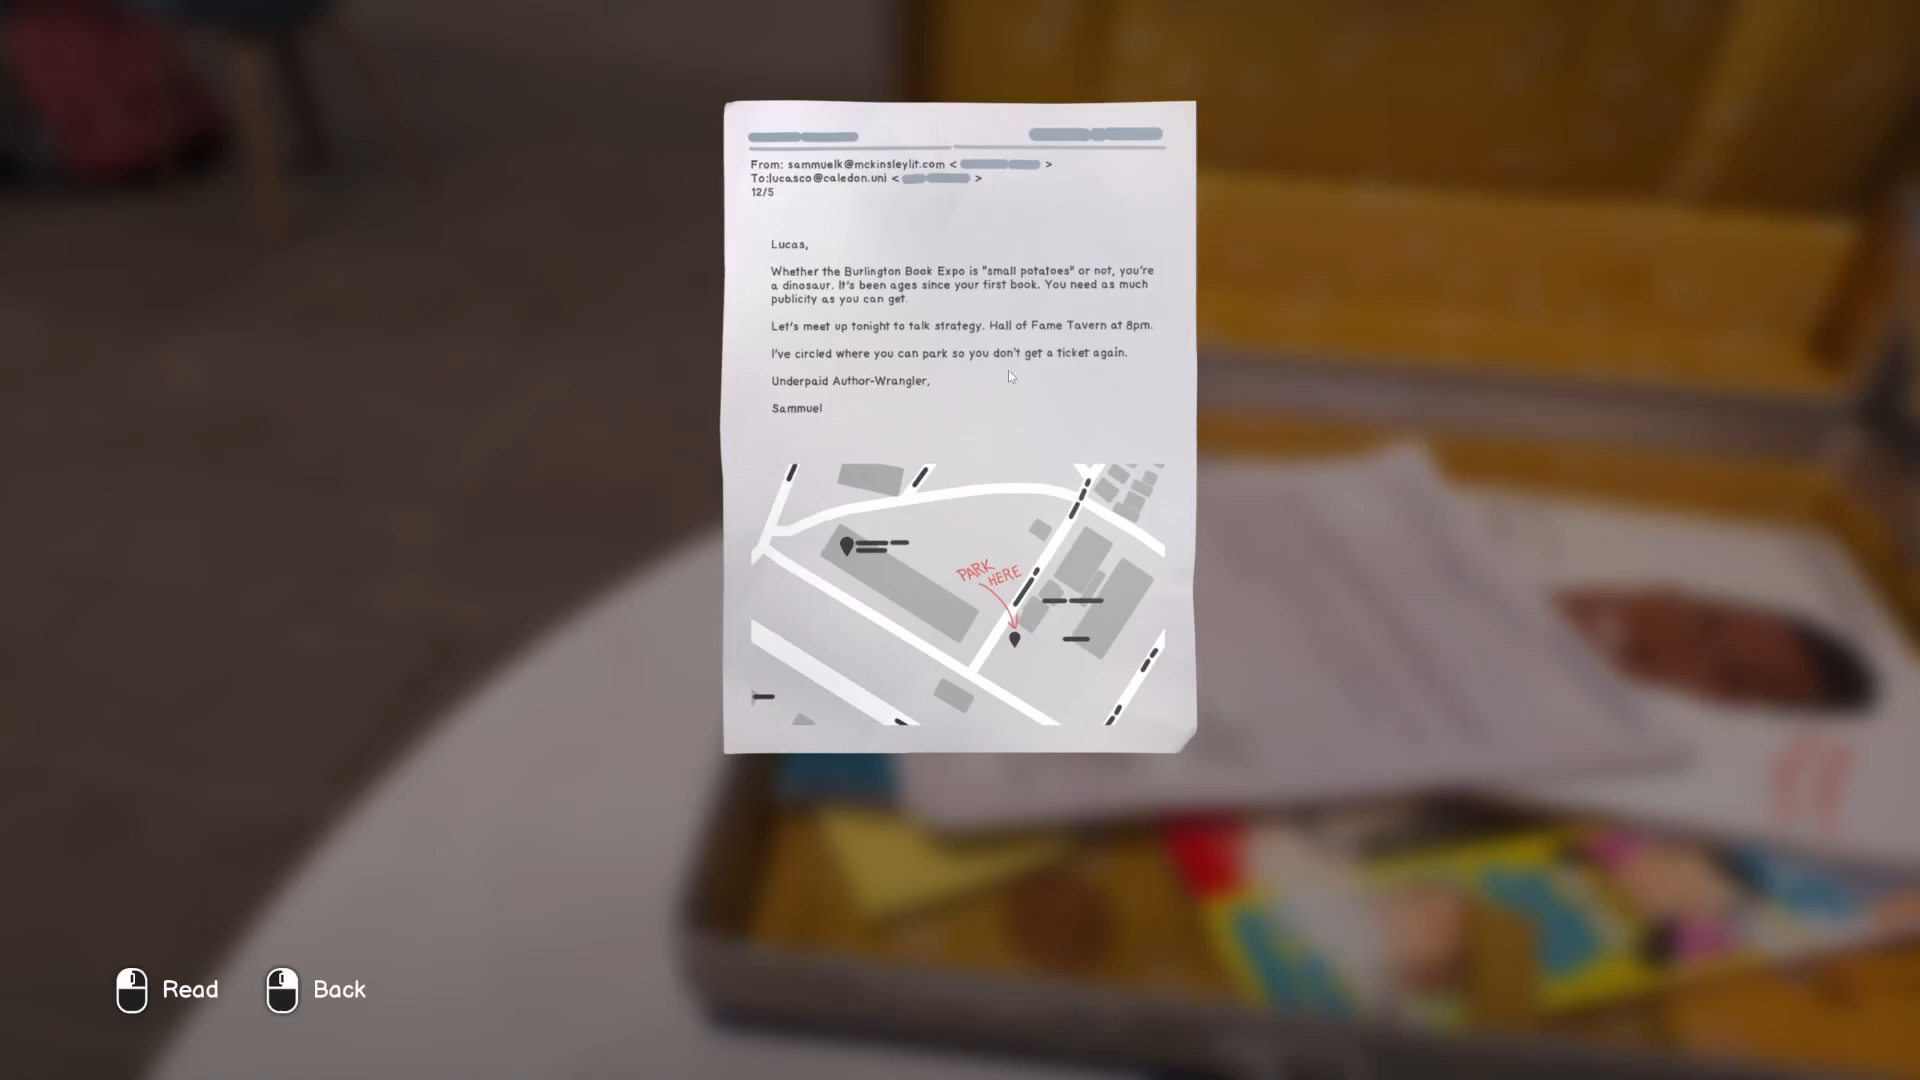 From: sammuelk@mckinsleylit.com < >
To:lucasco@caledon.uni < >
12/5
Lucas,
Whether the Burlington Book Expo is "small potatoes" or not, you're
a dinosaur. It's been ages since your first book. You need as much
publicity as you can get.
Let's meet up tonight to talk strategy. Hall of Fame Tavern at 8pm.
I've circled where you can park so you don't get a ticket again.
Underpaid Author-Wrangler,
Sammuel
PARK
HERE
Read Back